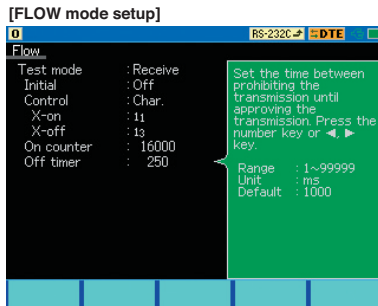 [FLOW mode setup]
0 RS-232C DTE
Flow
Test mode : Receive
Initial : Off
Control : Char.
X-on : 11
X-off : 13
On counter : 16000
Off timer : 250
Set the time between
prohibiting the
transmission until
approving the
transmission. Press the
number key or ◀, ▶
key.
Range : 1~99999
Unit : ms
Default : 1000